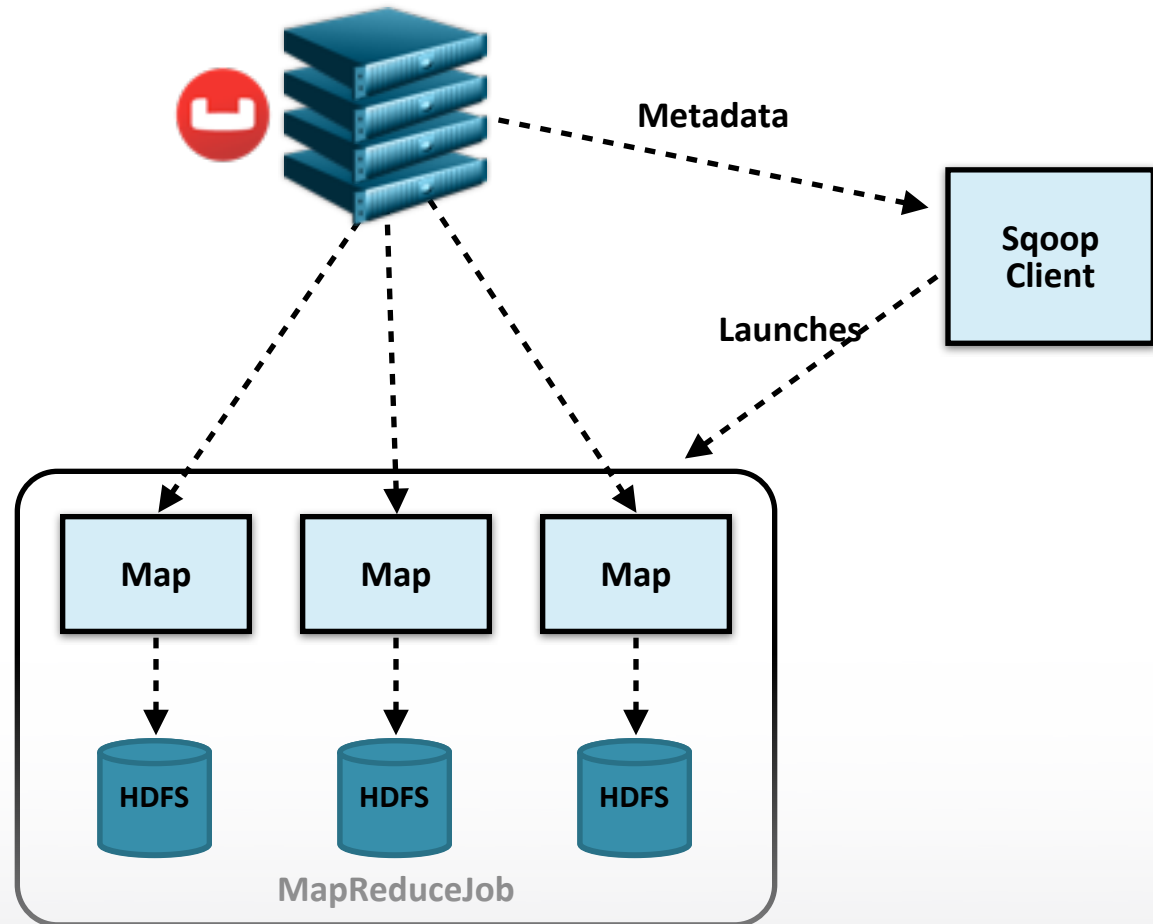 Metadata
Sqoop
Client
Launches
Map
Map
Map
HDFS
HDFS
HDFS
MapReduceJob